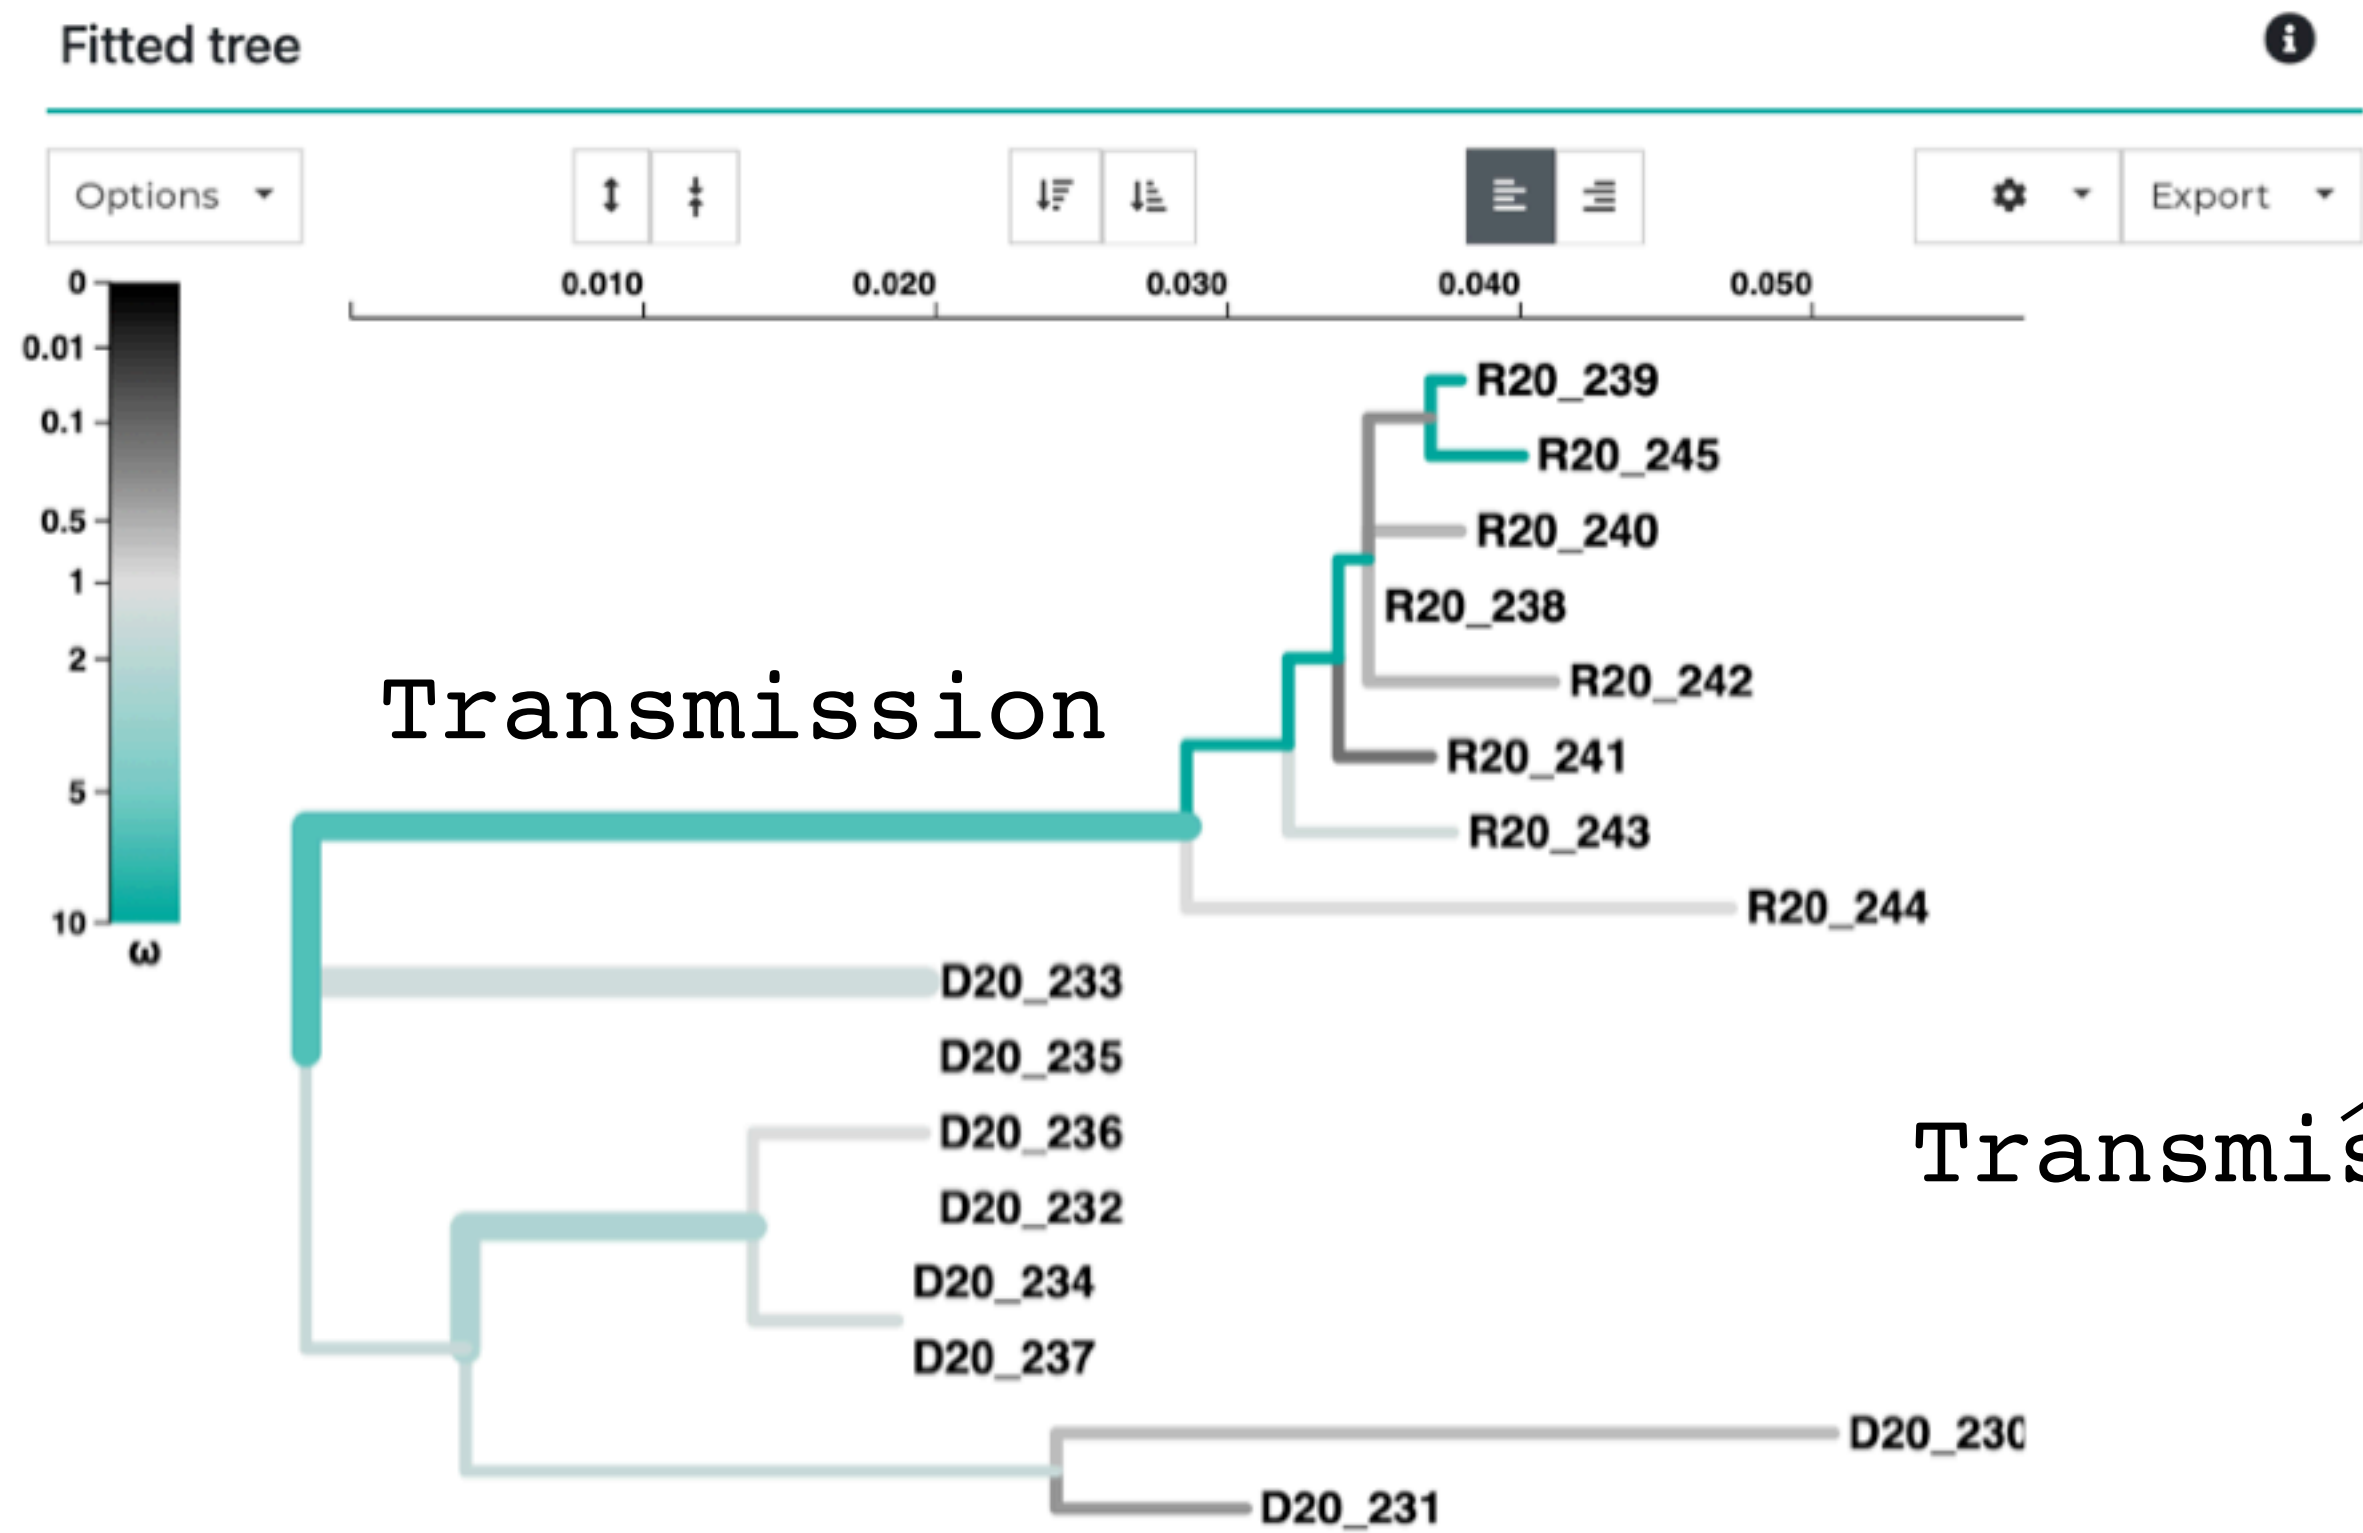 Fitted tree
Options
Export
0.010 0.020 0.030 0.040 0.050
0
0.01
0.1
0.5
1
2
5
10
ω
R20_239
R20_245
R20_240
R20_238
Transmission
R20_242
R20_241
R20_243
R20_244
D20_233
D20_235
D20_236
Transmis
D20_232
D20_234
D20_237
D20_230
D20_231